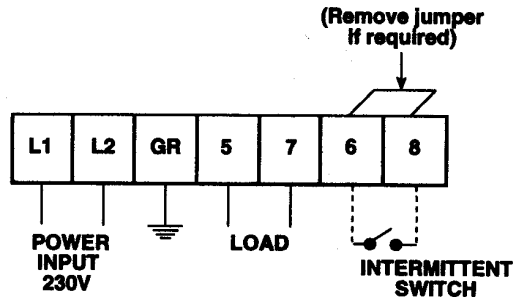 (Remove jumper
if required)
L1 L2 GR 5 7 6 8
POWER
INPUT
230V
LOAD
INTERMITTENT
SWITCH